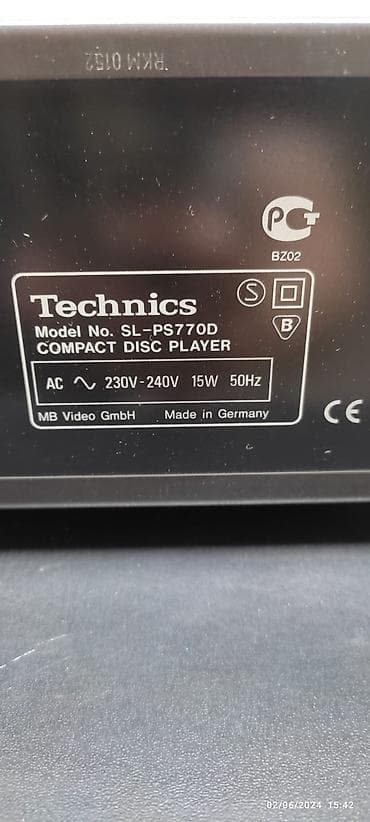 RKM 0152
PCT
BZ02
Technics
S
Model No. SL-PS770D
B
COMPACT DISC PLAYER
AC ∿ 230V-240V 15W 50Hz
MB Video GmbH Made in Germany
CE
02/06/2024 15:42